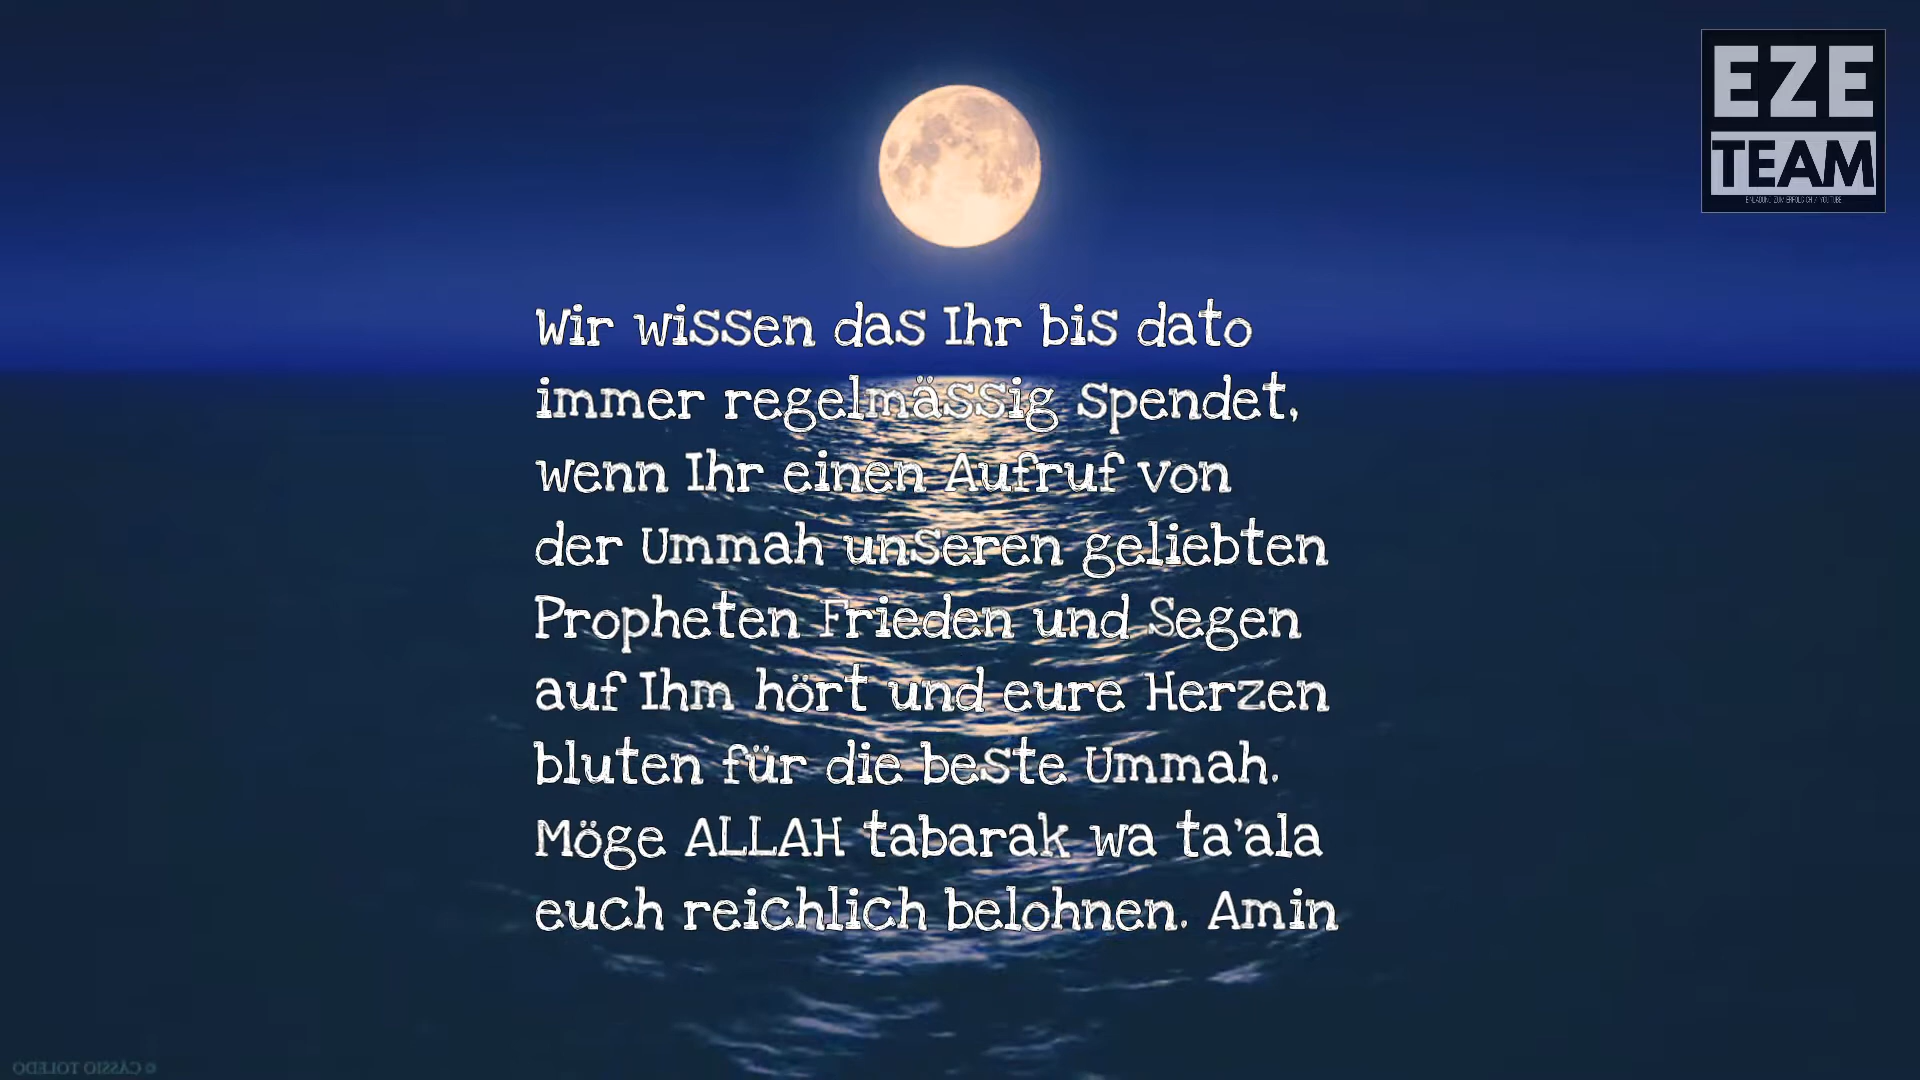 EZE
TEAM
Wir wissen das Ihr bis dato
immer regelmässig spendet,
wenn Ihr einen Aufruf von
der Ummah unseren geliebten
Propheten Frieden und Segen
auf Ihm hört und eure Herzen
bluten für die beste Ummah.
Möge ALLAH tabarak wa ta'ala
euch reichlich belohnen. Amin
© CÁSSIO TOLEDO